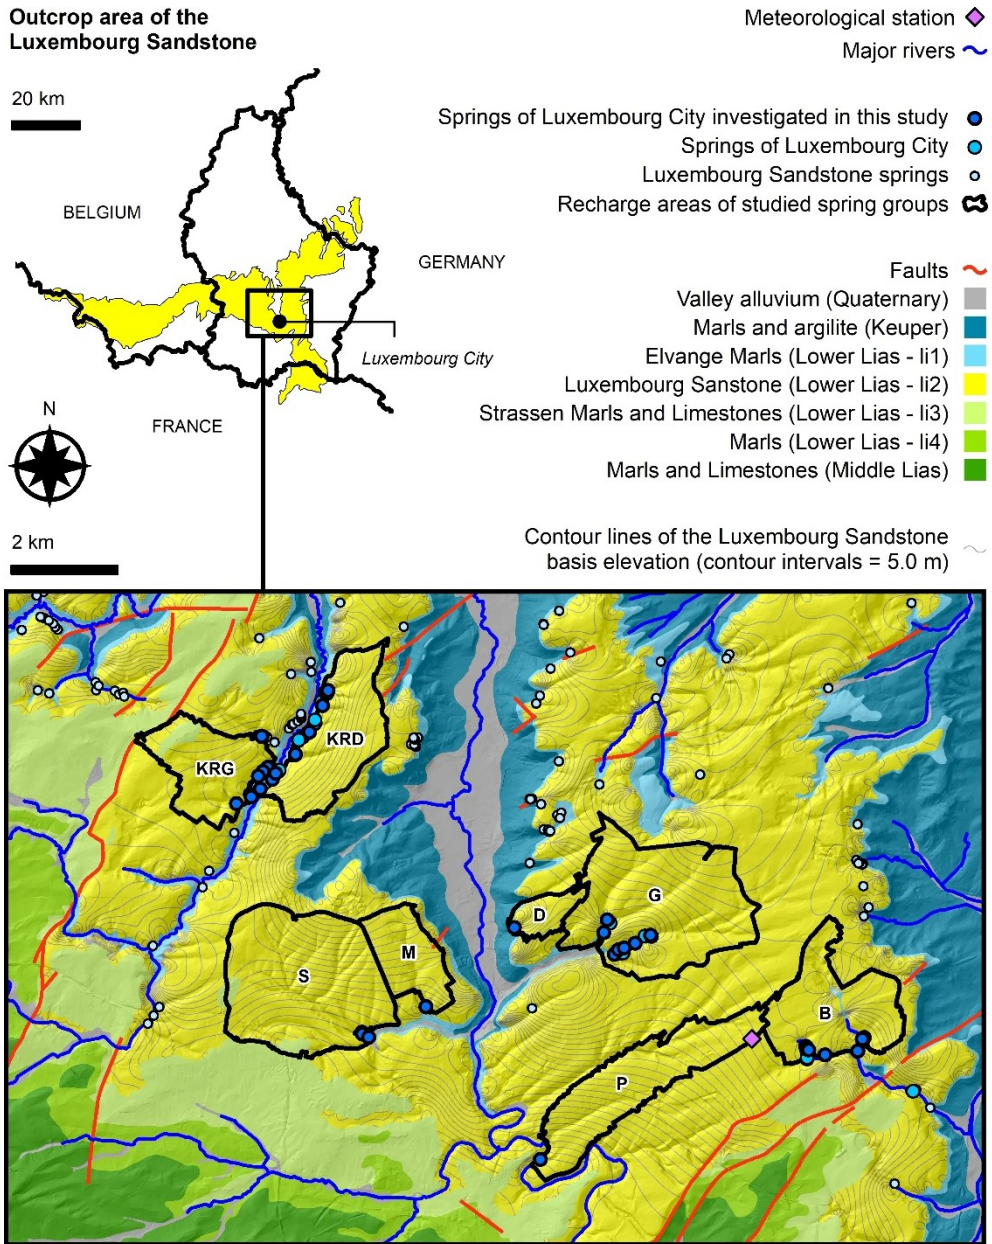 Outcrop area of the
Luxembourg Sandstone
20 km
BELGIUM
GERMANY
Luxembourg City
FRANCE
N
2 km
Meteorological station
Major rivers
Springs of Luxembourg City investigated in this study
Springs of Luxembourg City
Luxembourg Sandstone springs
Recharge areas of studied spring groups
Faults
Valley alluvium (Quaternary)
Marls and argilite (Keuper)
Elvange Marls (Lower Lias - li1)
Luxembourg Sanstone (Lower Lias - li2)
Strassen Marls and Limestones (Lower Lias - li3)
Marls (Lower Lias - li4)
Marls and Limestones (Middle Lias)
Contour lines of the Luxembourg Sandstone
basis elevation (contour intervals = 5.0 m)
KRG
KRD
D
G
S
M
B
P